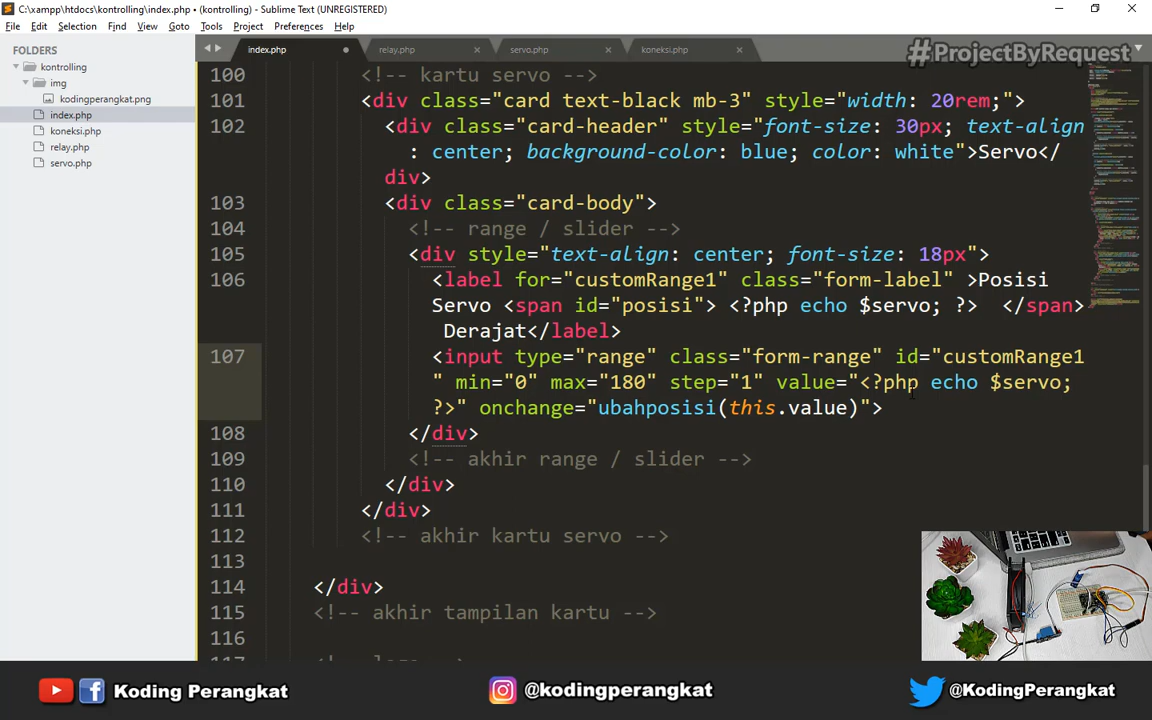 C:\xampp\htdocs\kontrolling\index.php • (kontrolling) - Sublime Text (UNREGISTERED)
File Edit Selection Find View Goto Tools Project Preferences Help
FOLDERS
kontrolling
img
kodingperangkat.png
index.php
koneksi.php
relay.php
servo.php
index.php relay.php servo.php koneksi.php
#ProjectByRequest
100 <!-- kartu servo -->
101 <div class="card text-black mb-3" style="width: 20rem;">
102 <div class="card-header" style="font-size: 30px; text-align
: center; background-color: blue; color: white">Servo</
div>
103 <div class="card-body">
104 <!-- range / slider -->
105 <div style="text-align: center; font-size: 18px">
106 <label for="customRange1" class="form-label" >Posisi
Servo <span id="posisi"> <?php echo $servo; ?> </span>
Derajat</label>
107 <input type="range" class="form-range" id="customRange1
" min="0" max="180" step="1" value="<?php echo $servo;
?>" onchange="ubahposisi(this.value)">
108 </div>
109 <!-- akhir range / slider -->
110 </div>
111 </div>
112 <!-- akhir kartu servo -->
113
114 </div>
115 <!-- akhir tampilan kartu -->
116
Koding Perangkat
@kodingperangkat
@KodingPerangkat